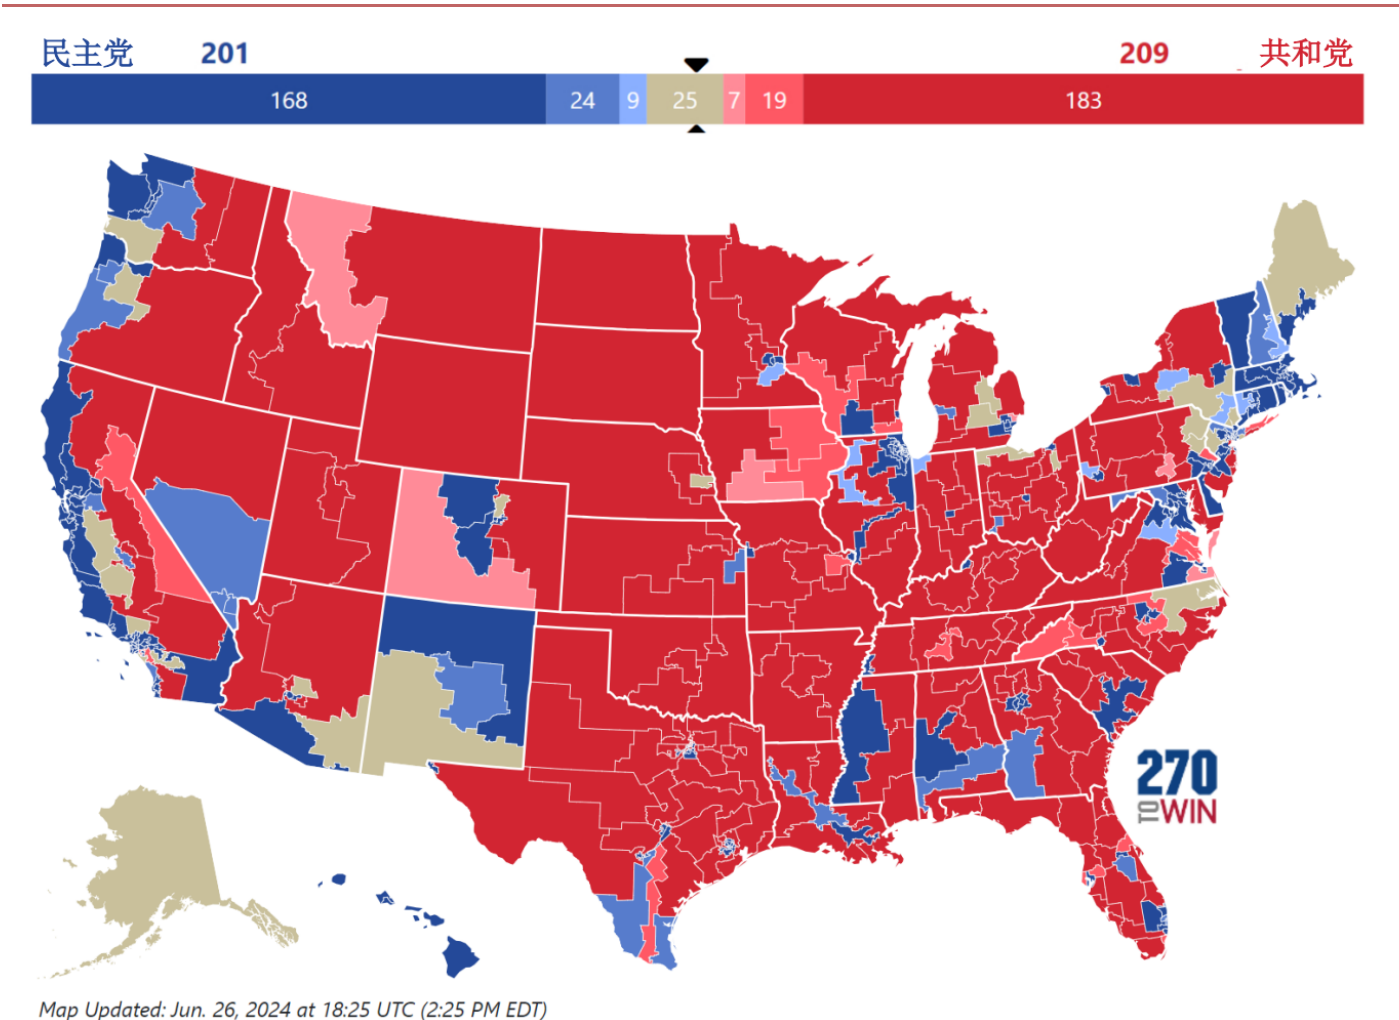 民主党 201 209 共和党
168 24 9 25 7 19 183
270
TO WIN
Map Updated: Jun. 26, 2024 at 18:25 UTC (2:25 PM EDT)